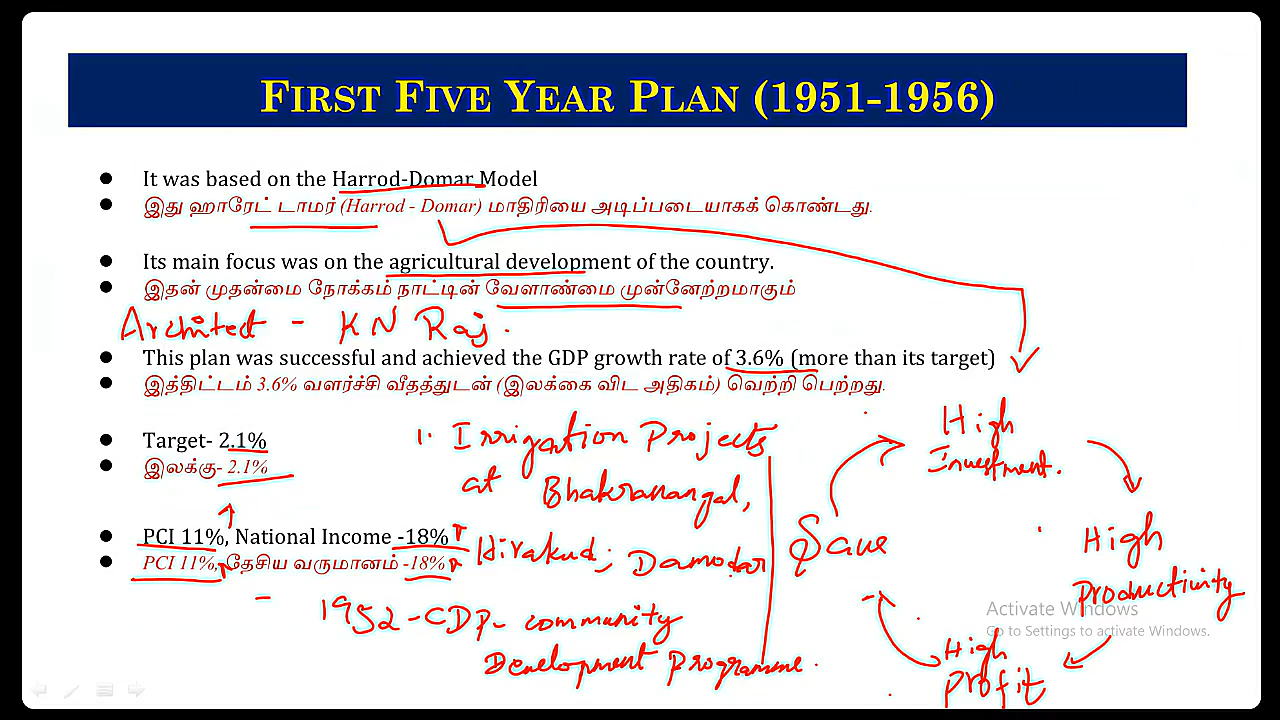 FIRST FIVE YEAR PLAN (1951-1956)
● It was based on the Harrod-Domar Model
● இது ஹாரேட் டாமர் (Harrod - Domar) மாதிரியை அடிப்படையாகக் கொண்டது.
● Its main focus was on the agricultural development of the country.
● இதன் முதன்மை நோக்கம் நாட்டின் வேளாண்மை முன்னேற்றமாகும்
Architect - KN Raj.
● This plan was successful and achieved the GDP growth rate of 3.6% (more than its target)
● இத்திட்டம் 3.6% வளர்ச்சி வீதத்துடன் (இலக்கை விட அதிகம்) வெற்றி பெற்றது.
● Target- 2.1%
● இலக்கு- 2.1%
● PCI 11%, National Income -18%
● PCI 11%, தேசிய வருமானம் -18%
1. Irrigation Projects
at Bhakranangal,
Hirakud, Damodar
- 1952 - CDP - community
Development Programme.
High
Investment.
High
Productivity
High
Profit
Save
Activate Windows
Go to Settings to activate Windows.